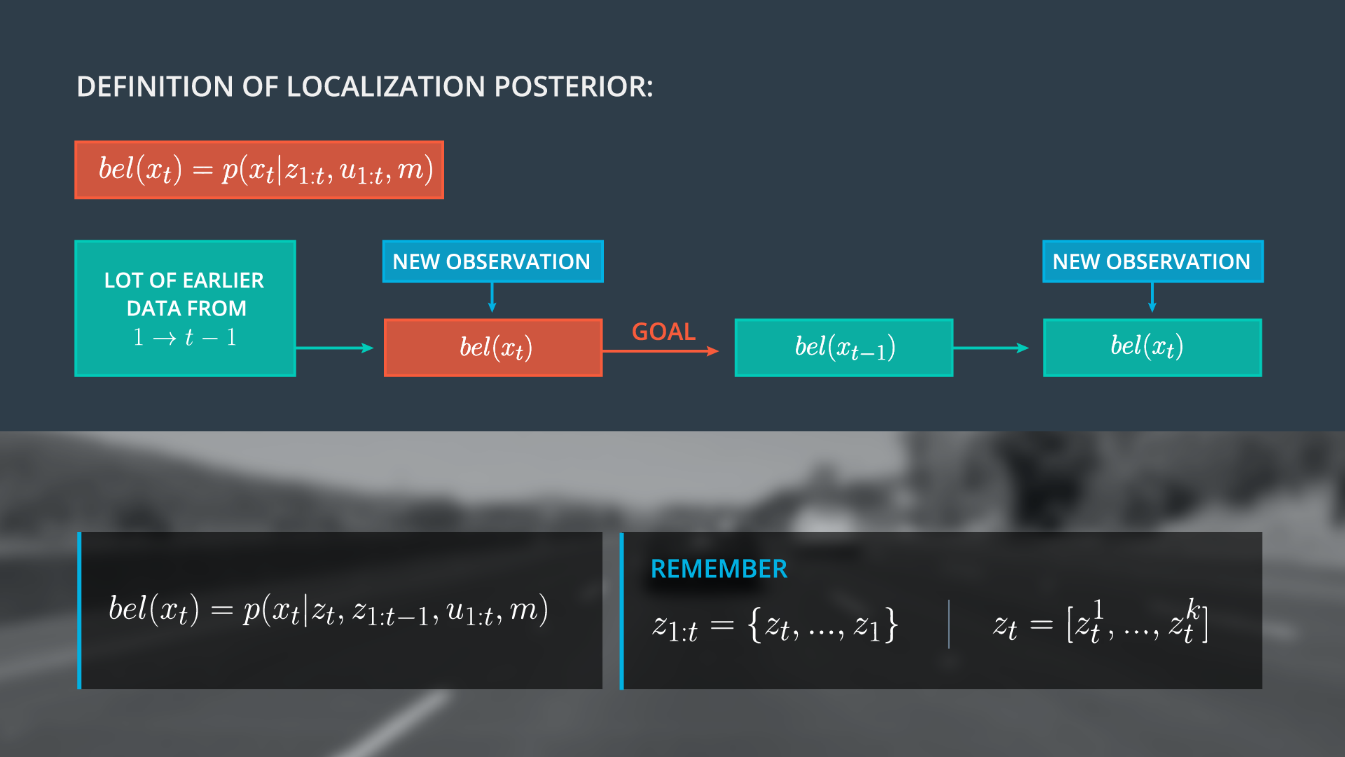 DEFINITION OF LOCALIZATION POSTERIOR:
bel(x_t) = p(x_t|z_{1:t}, u_{1:t}, m)
LOT OF EARLIER
DATA FROM
1 → t − 1
NEW OBSERVATION
bel(x_t)
GOAL
bel(x_{t−1})
NEW OBSERVATION
bel(x_t)
bel(x_t) = p(x_t|z_t, z_{1:t−1}, u_{1:t}, m)
REMEMBER
z_{1:t} = {z_t, ..., z_1}
z_t = [z_t^1, ..., z_t^k]